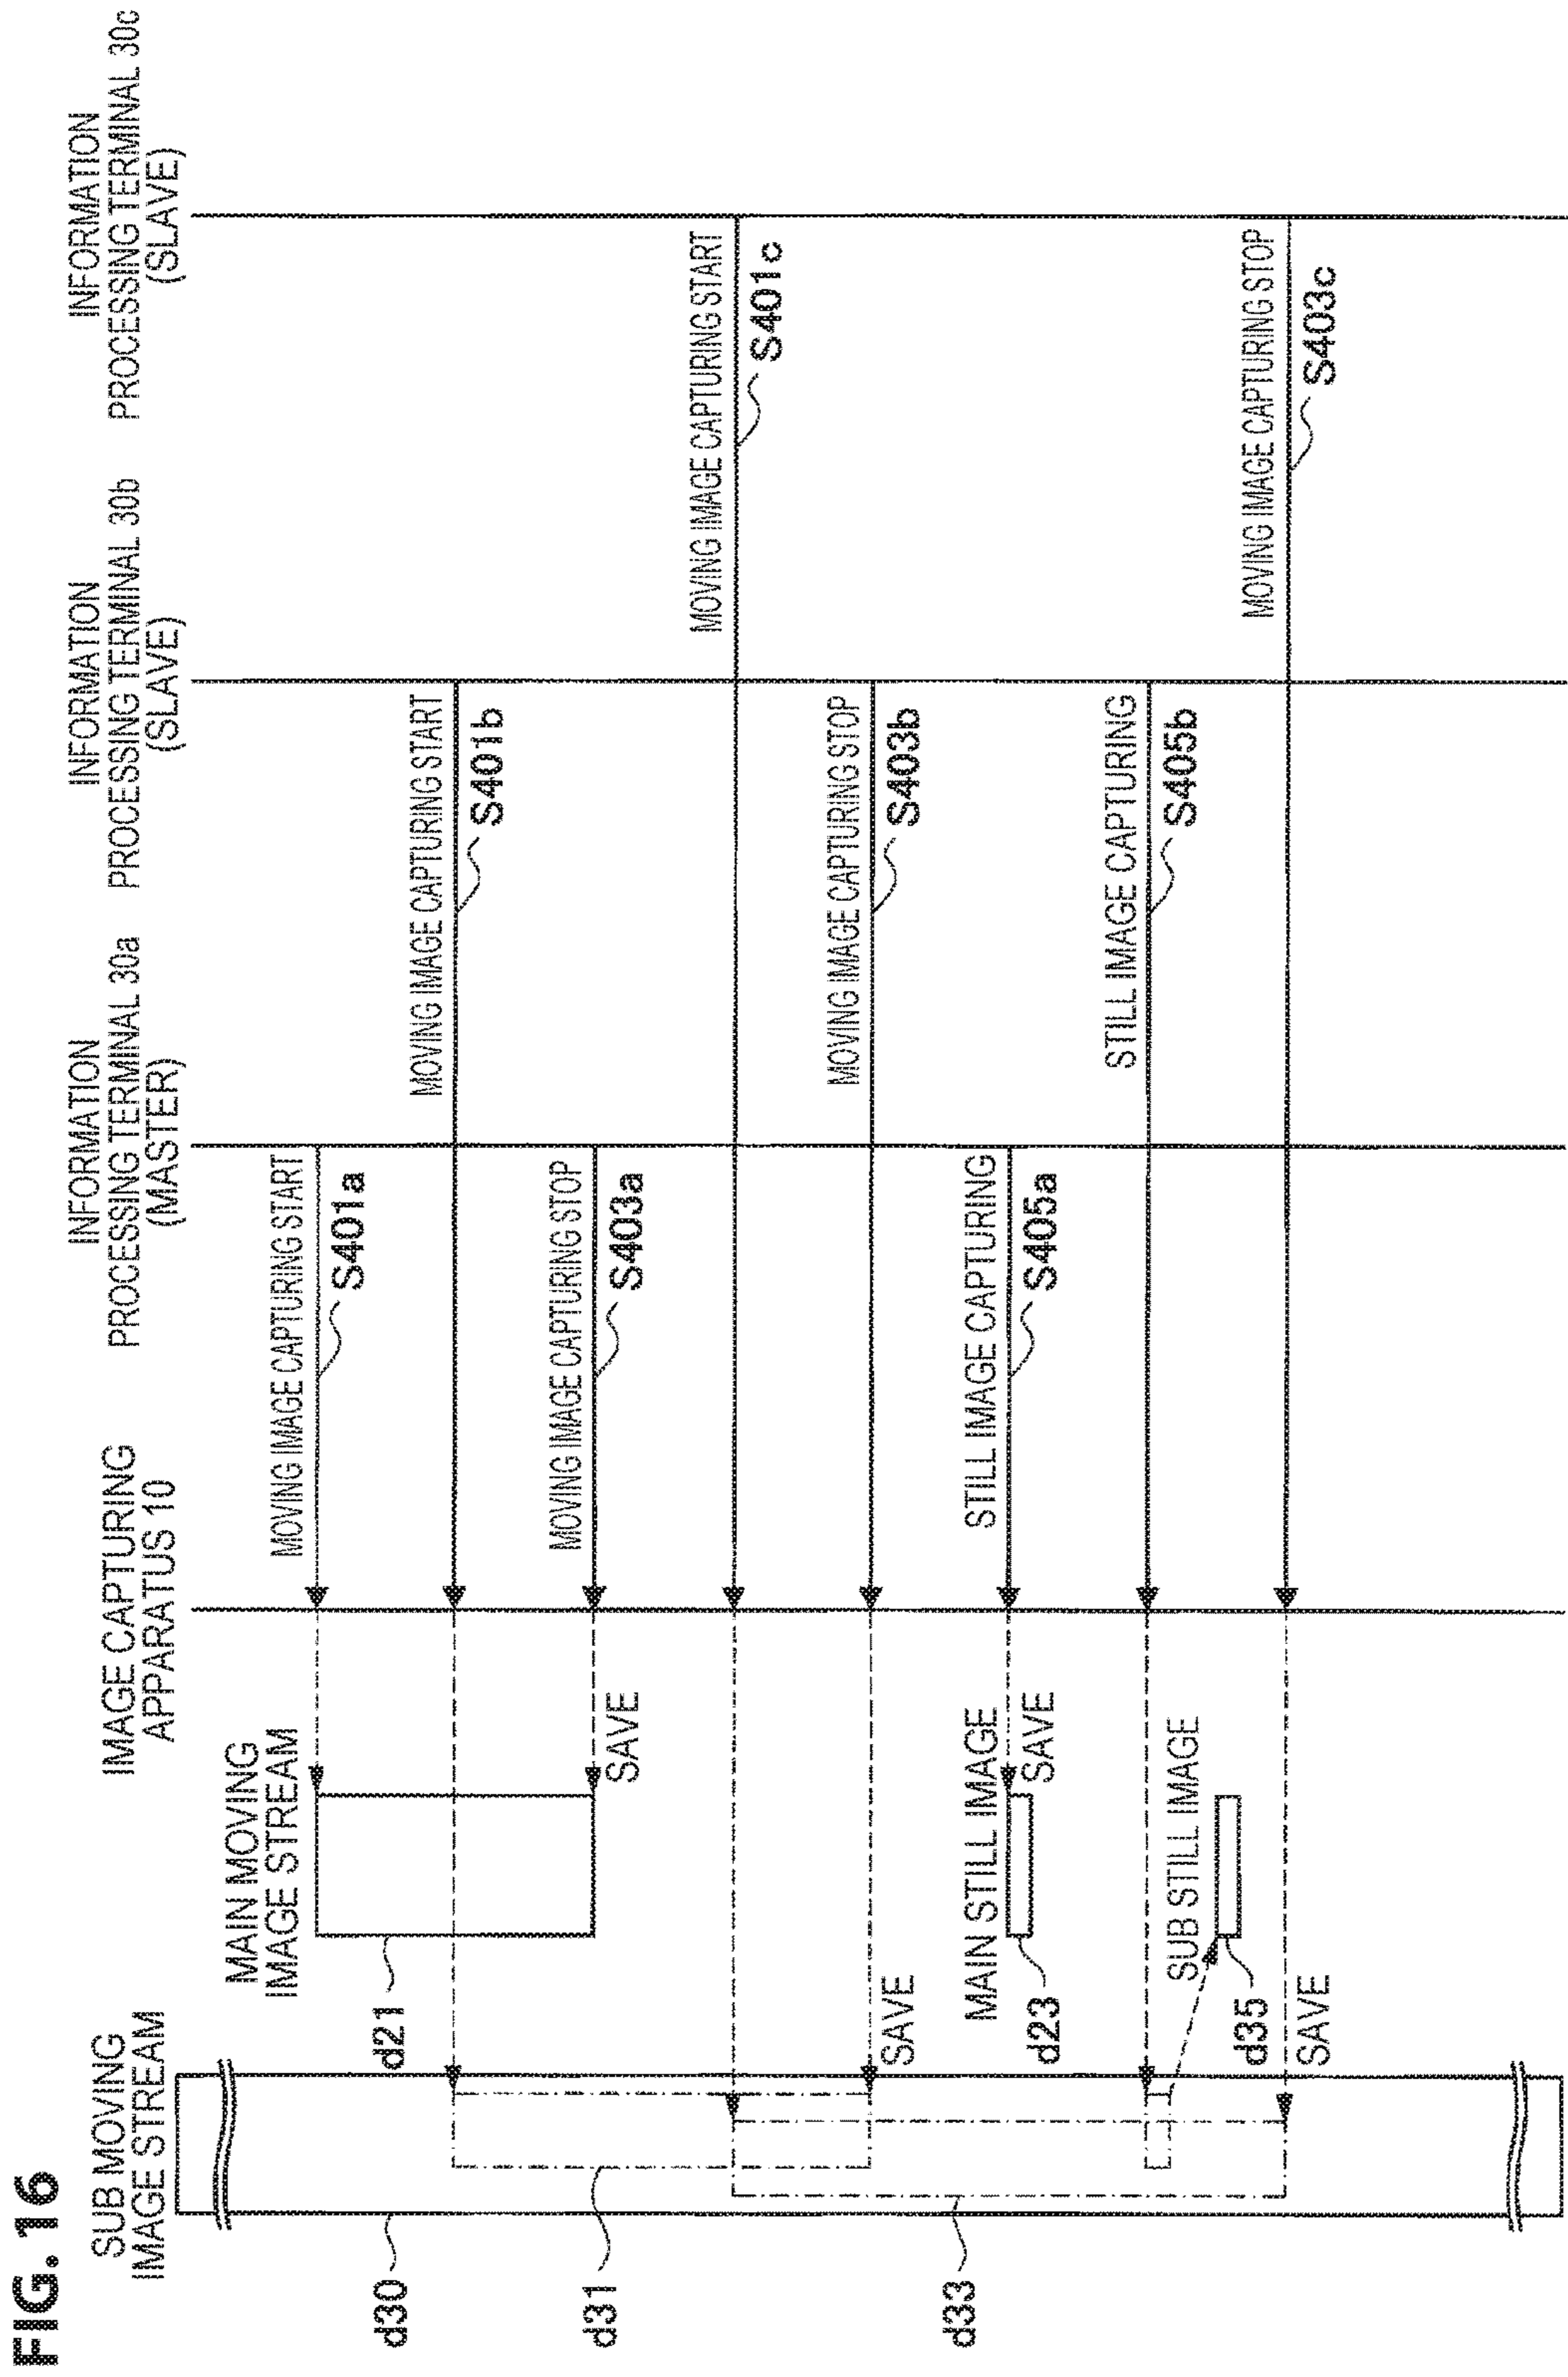 FIG. 16
SUB MOVING
IMAGE STREAM
MAIN MOVING
IMAGE STREAM
IMAGE CAPTURING
APPARATUS 10
INFORMATION
PROCESSING TERMINAL 30a
(MASTER)
INFORMATION
PROCESSING TERMINAL 30b
(SLAVE)
INFORMATION
PROCESSING TERMINAL 30c
(SLAVE)
d30
d21
MOVING IMAGE CAPTURING START
S401a
MOVING IMAGE CAPTURING START
S401b
d31
SAVE
MOVING IMAGE CAPTURING STOP
S403a
MOVING IMAGE CAPTURING START
S401c
SAVE
MOVING IMAGE CAPTURING STOP
S403b
d33
MAIN STILL IMAGE
d23
SAVE
STILL IMAGE CAPTURING
S405a
STILL IMAGE CAPTURING
S405b
SUB STILL IMAGE
d35
SAVE
MOVING IMAGE CAPTURING STOP
S403c